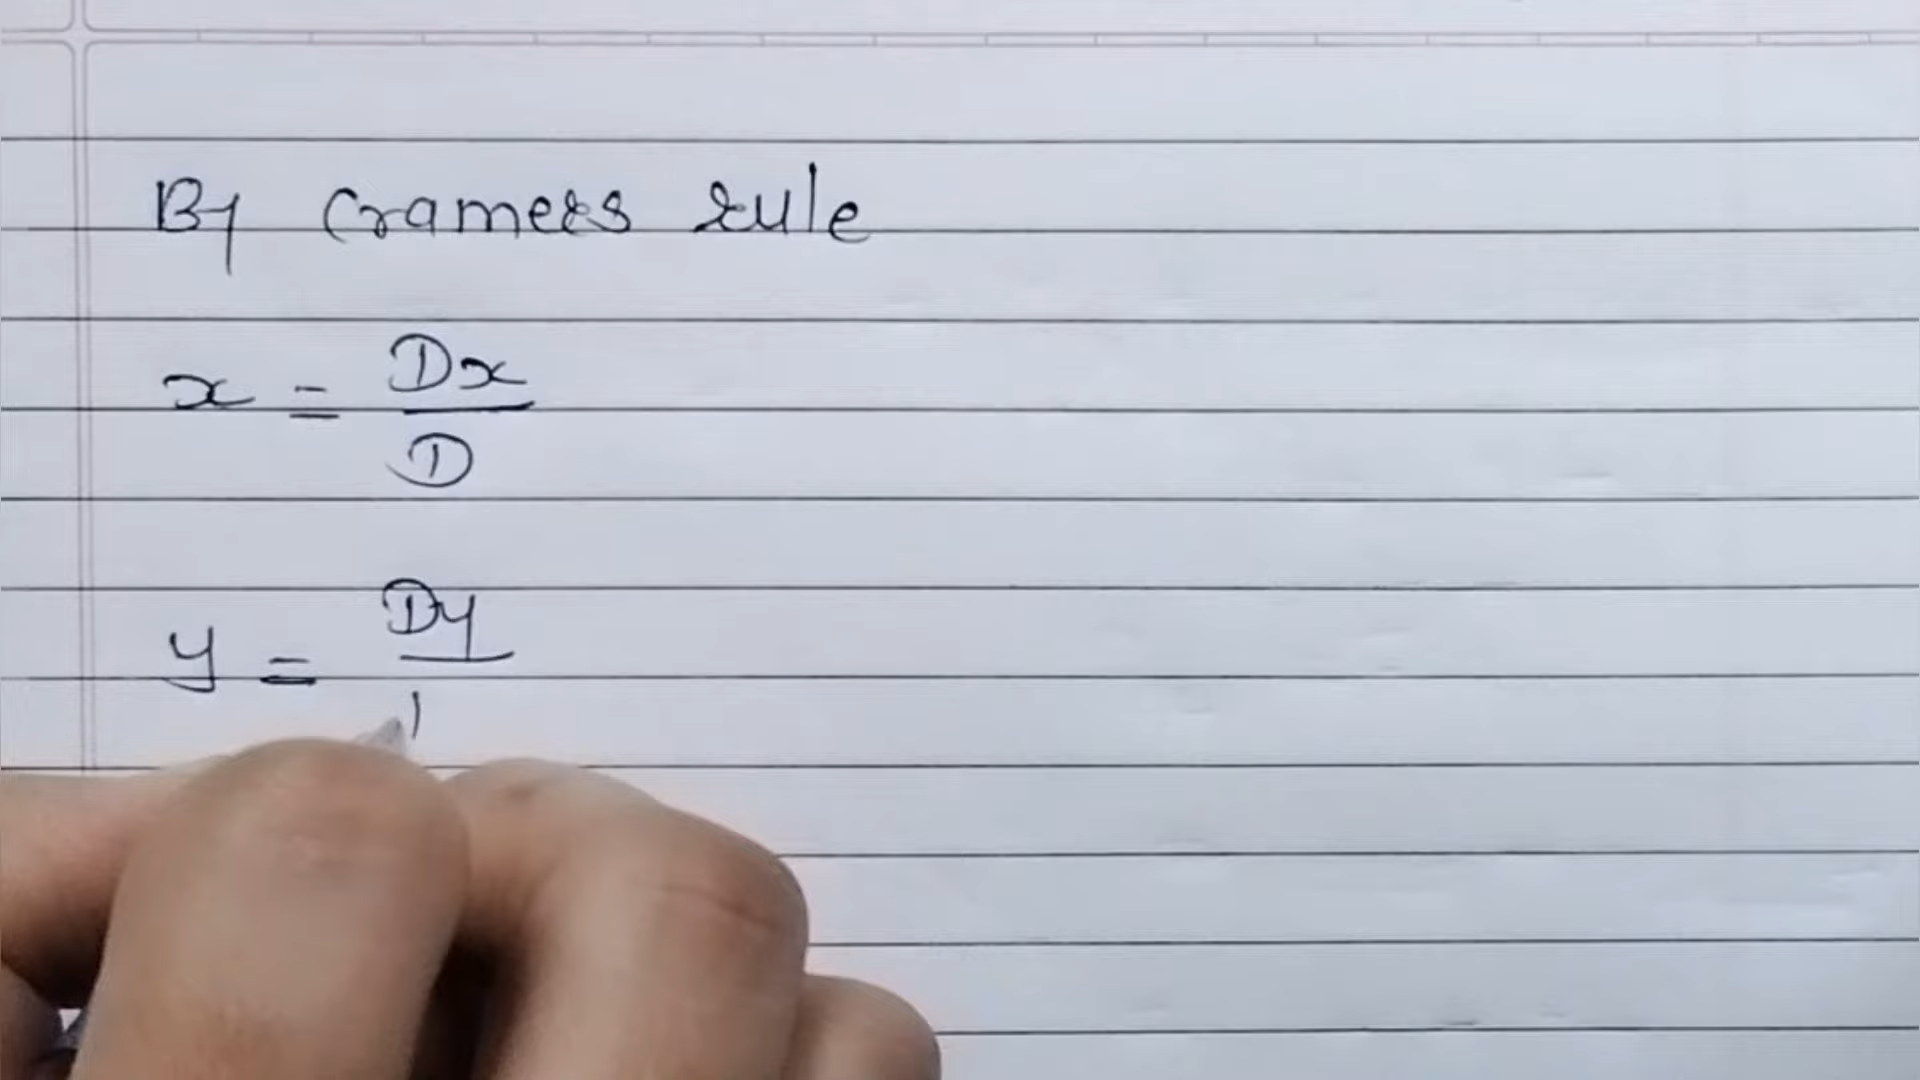 By Cramers rule
x = Dx
D
y = Dy